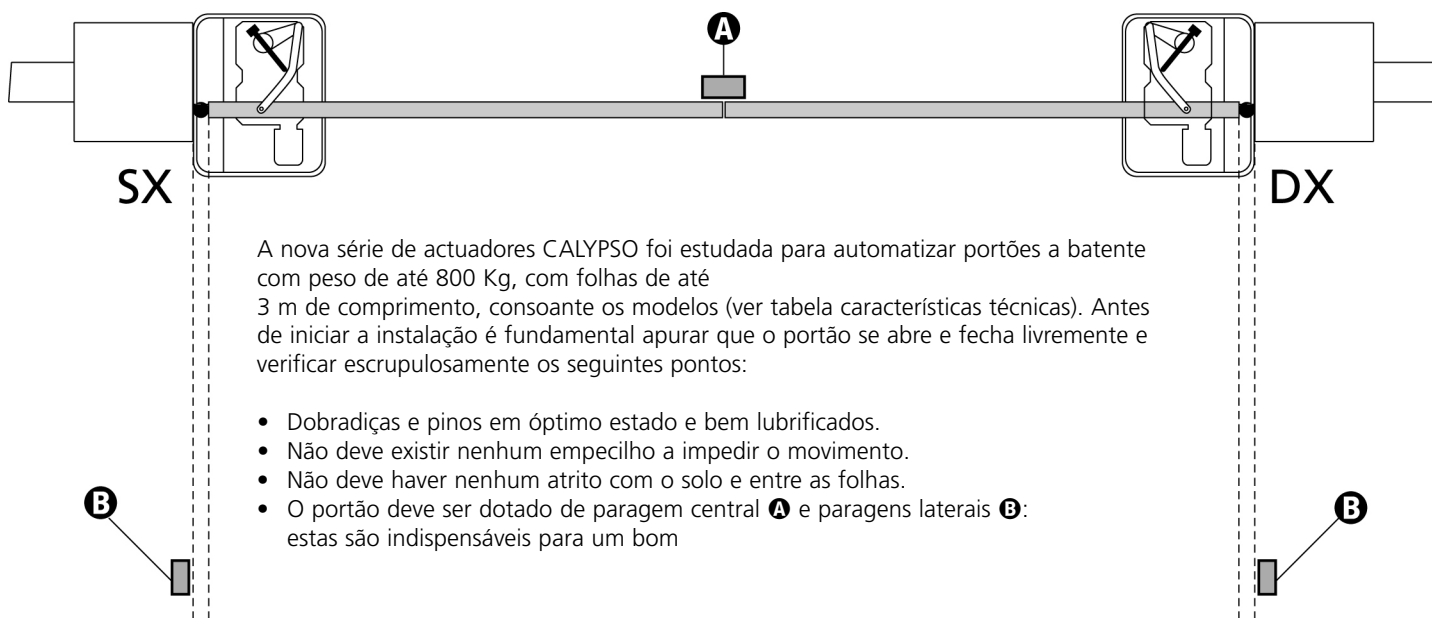 A
SX
DX
A nova série de actuadores CALYPSO foi estudada para automatizar portões a batente
com peso de até 800 Kg, com folhas de até
3 m de comprimento, consoante os modelos (ver tabela características técnicas). Antes
de iniciar a instalação é fundamental apurar que o portão se abre e fecha livremente e
verificar escrupulosamente os seguintes pontos:
• Dobradiças e pinos em óptimo estado e bem lubrificados.
• Não deve existir nenhum empecilho a impedir o movimento.
• Não deve haver nenhum atrito com o solo e entre as folhas.
• O portão deve ser dotado de paragem central A e paragens laterais B:
estas são indispensáveis para um bom
B
B